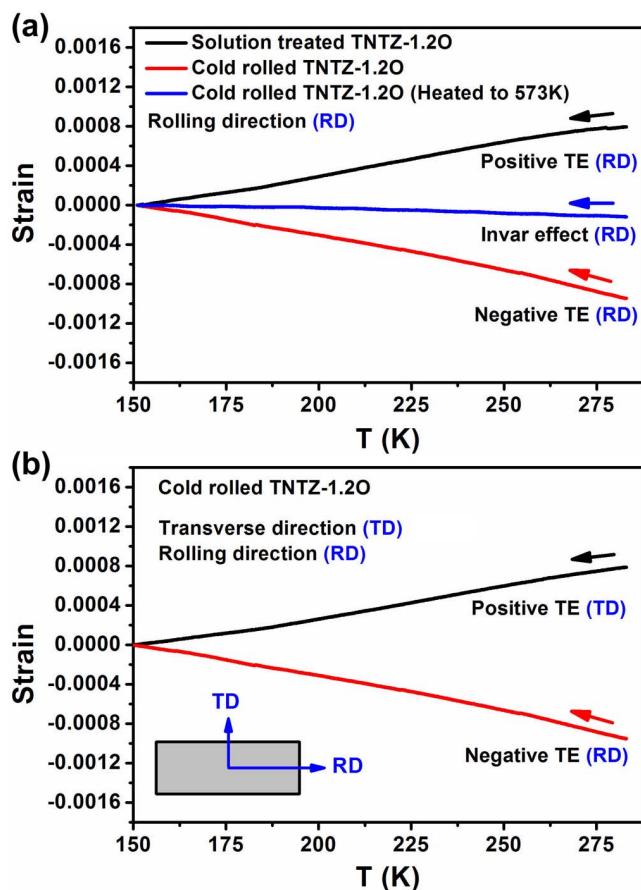 (a)
0.0016
0.0012
0.0008
0.0004
0.0000
-0.0004
-0.0008
-0.0012
-0.0016
Strain
Solution treated TNTZ-1.2O
Cold rolled TNTZ-1.2O
Cold rolled TNTZ-1.2O (Heated to 573K)
Rolling direction (RD)
Positive TE (RD)
Invar effect (RD)
Negative TE (RD)
150 175 200 225 250 275
T (K)
(b)
0.0016
0.0012
0.0008
0.0004
0.0000
-0.0004
-0.0008
-0.0012
-0.0016
Strain
Cold rolled TNTZ-1.2O
Transverse direction (TD)
Rolling direction (RD)
Positive TE (TD)
Negative TE (RD)
TD
RD
150 175 200 225 250 275
T (K)